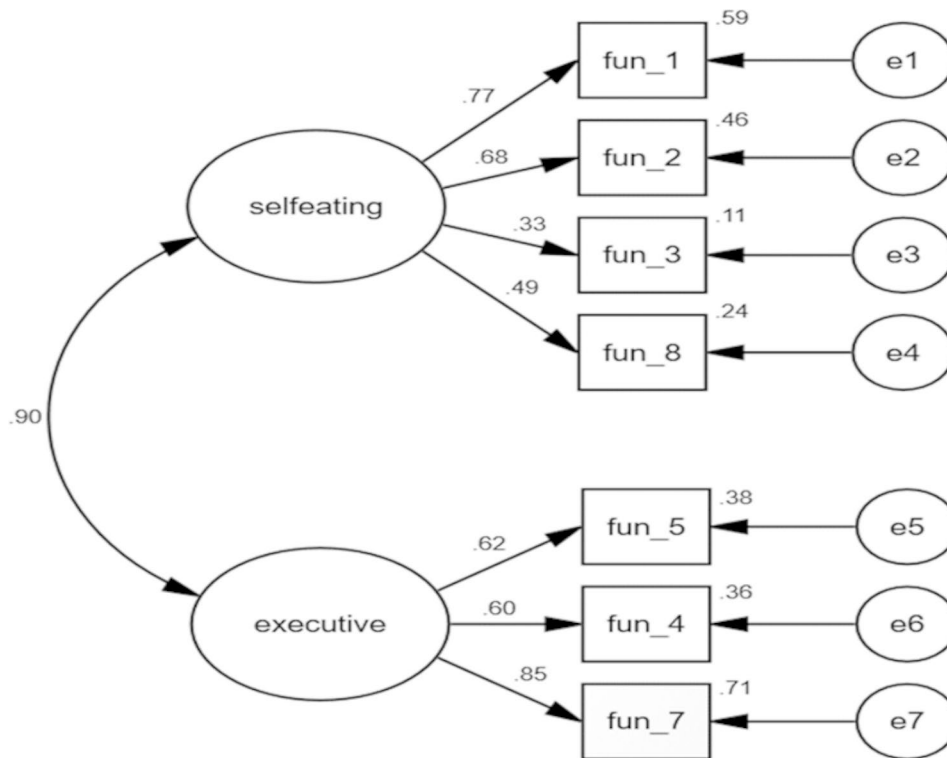 .59
fun_1
e1
.77
.46
fun_2
e2
.68
selfeating
.11
fun_3
e3
.33
.49
.24
fun_8
e4
.90
.38
fun_5
e5
.62
.36
executive
.60
fun_4
e6
.85
.71
fun_7
e7